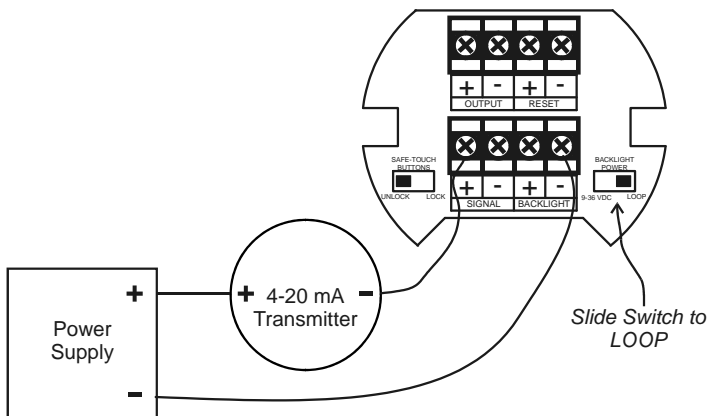 + - + -
OUTPUT RESET
SAFE-TOUCH
BUTTONS
UNLOCK LOCK
+ - + -
SIGNAL BACKLIGHT
BACKLIGHT
POWER
9-36 VDC LOOP
Slide Switch to
LOOP
+ -
4-20 mA
Transmitter
+
Power
Supply
-